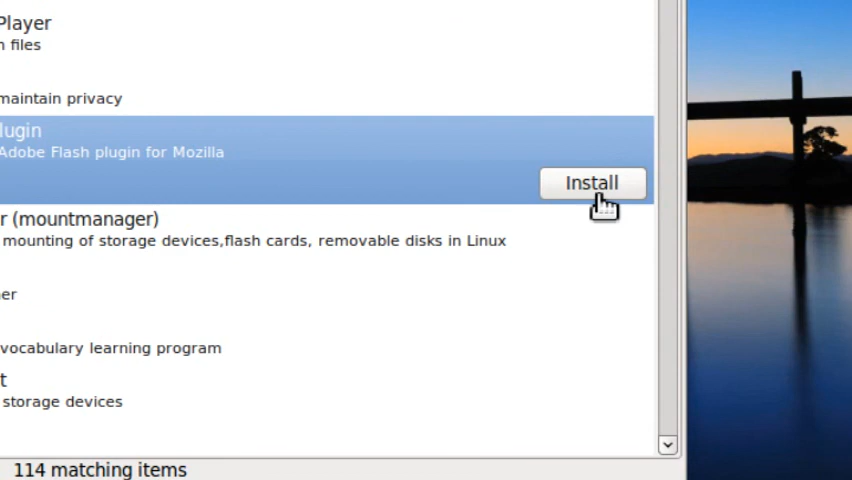 Player
n files
maintain privacy
lugin
Adobe Flash plugin for Mozilla
Install
r (mountmanager)
mounting of storage devices,flash cards, removable disks in Linux
er
vocabulary learning program
t
storage devices
114 matching items